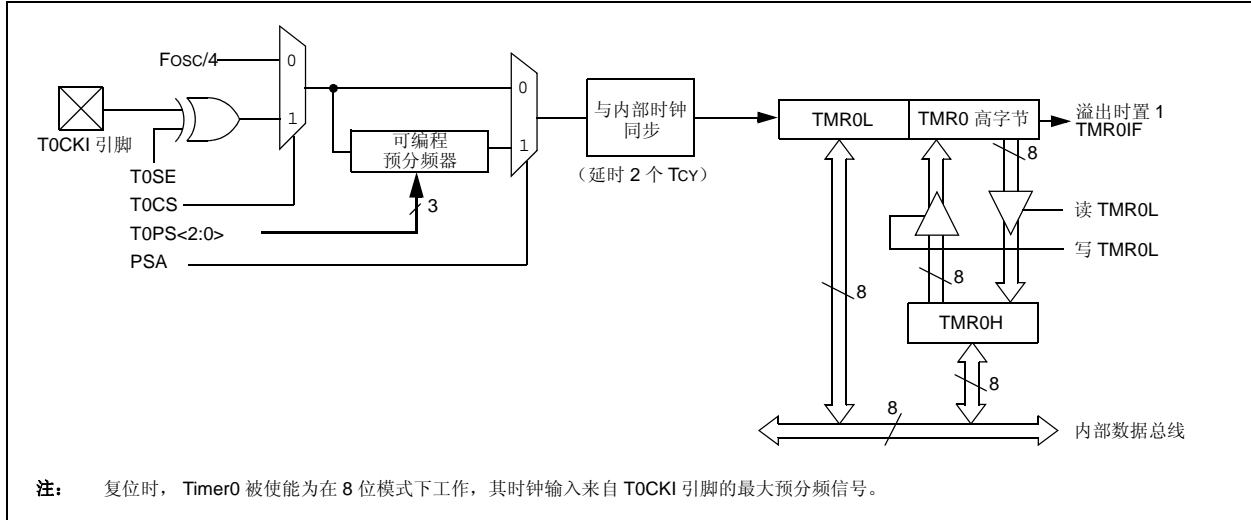 FOSC/4
0
1
T0CKI 引脚
T0SE
T0CS
T0PS<2:0>
PSA
可编程
预分频器
3
0
1
与内部时钟
同步
（延时 2 个 TCY）
TMR0L
TMR0 高字节
溢出时置 1
TMR0IF
8
读 TMR0L
写 TMR0L
8
8
TMR0H
8
8
内部数据总线
注： 复位时， Timer0 被使能为在 8 位模式下工作，其时钟输入来自 T0CKI 引脚的最大预分频信号。